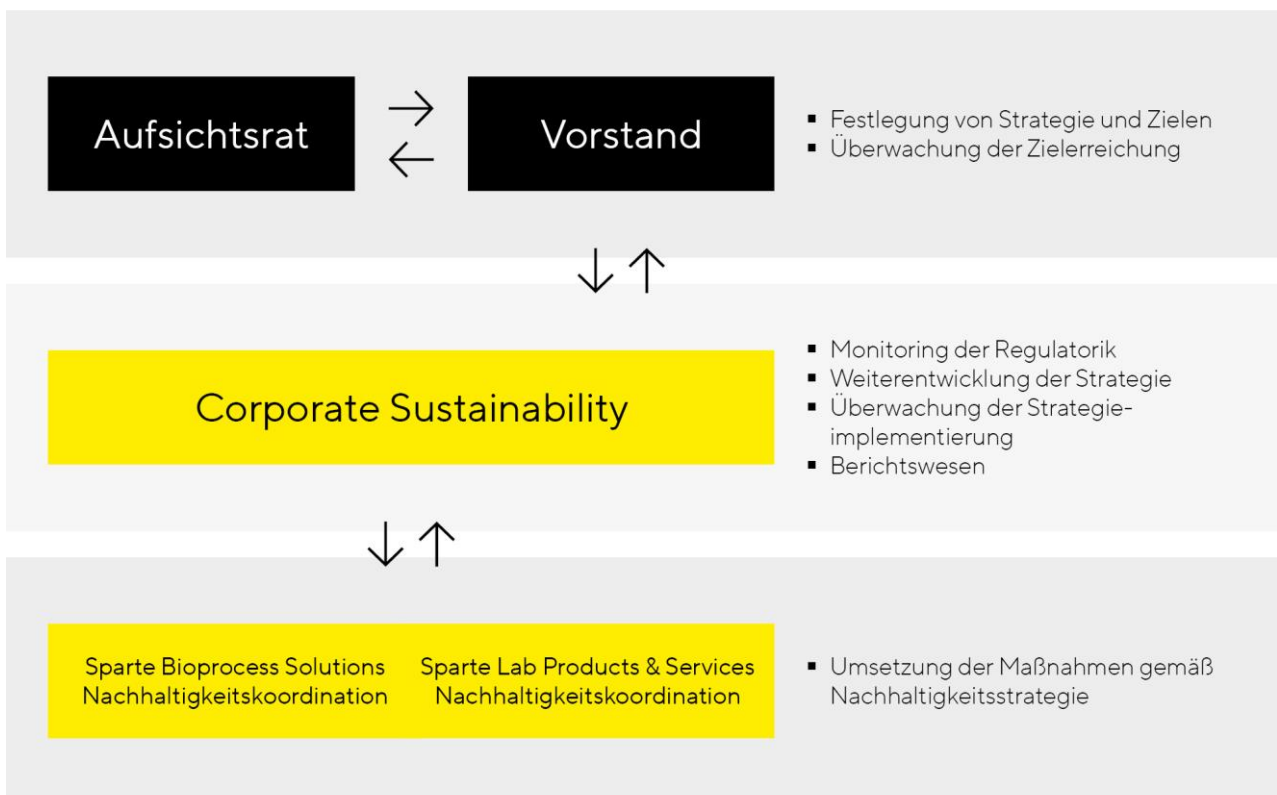 Aufsichtsrat
Vorstand
▪ Festlegung von Strategie und Zielen
▪ Überwachung der Zielerreichung
Corporate Sustainability
▪ Monitoring der Regulatorik
▪ Weiterentwicklung der Strategie
▪ Überwachung der Strategie-
implementierung
▪ Berichtswesen
Sparte Bioprocess Solutions
Nachhaltigkeitskoordination
Sparte Lab Products & Services
Nachhaltigkeitskoordination
▪ Umsetzung der Maßnahmen gemäß
Nachhaltigkeitsstrategie